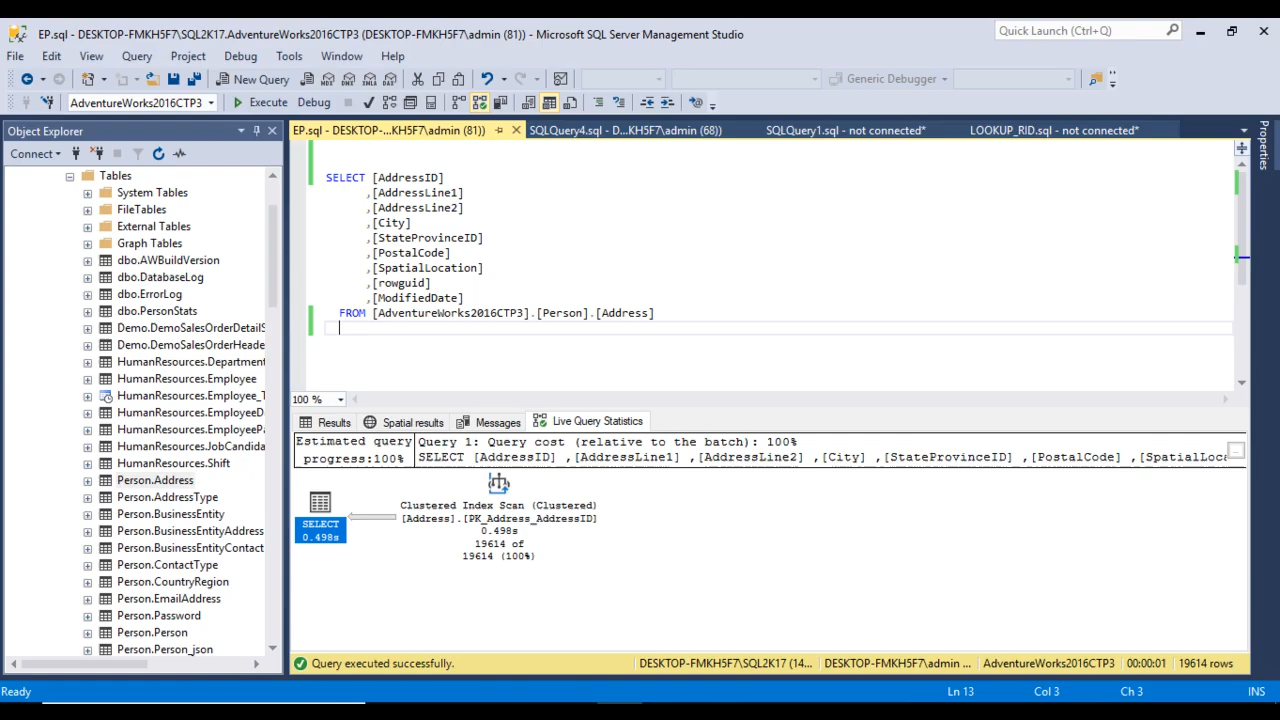 EP.sql - DESKTOP-FMKH5F7\SQL2K17.AdventureWorks2016CTP3 (DESKTOP-FMKH5F7\admin (81)) - Microsoft SQL Server Management Studio
Quick Launch (Ctrl+Q)
File Edit View Query Project Debug Tools Window Help
New Query
MDX DMX XMLA DAX
Generic Debugger
AdventureWorks2016CTP3
Execute Debug
Object Explorer
EP.sql - DESKTOP-...KH5F7\admin (81))
SQLQuery4.sql - D...KH5F7\admin (68))
SQLQuery1.sql - not connected*
LOOKUP_RID.sql - not connected*
Properties
Connect
Tables
System Tables
FileTables
External Tables
Graph Tables
dbo.AWBuildVersion
dbo.DatabaseLog
dbo.ErrorLog
dbo.PersonStats
Demo.DemoSalesOrderDetailS
Demo.DemoSalesOrderHeade
HumanResources.Department
HumanResources.Employee
HumanResources.Employee_T
HumanResources.EmployeeD
HumanResources.EmployeePa
HumanResources.JobCandida
HumanResources.Shift
Person.Address
Person.AddressType
Person.BusinessEntity
Person.BusinessEntityAddress
Person.BusinessEntityContact
Person.ContactType
Person.CountryRegion
Person.EmailAddress
Person.Password
Person.Person
Person.Person_json
SELECT [AddressID]
,[AddressLine1]
,[AddressLine2]
,[City]
,[StateProvinceID]
,[PostalCode]
,[SpatialLocation]
,[rowguid]
,[ModifiedDate]
FROM [AdventureWorks2016CTP3].[Person].[Address]
100 %
Results Spatial results Messages Live Query Statistics
Estimated query
progress:100%
Query 1: Query cost (relative to the batch): 100%
SELECT [AddressID] ,[AddressLine1] ,[AddressLine2] ,[City] ,[StateProvinceID] ,[PostalCode] ,[SpatialLoca
SELECT
0.498s
Clustered Index Scan (Clustered)
[Address].[PK_Address_AddressID]
0.498s
19614 of
19614 (100%)
Query executed successfully.
DESKTOP-FMKH5F7\SQL2K17 (14... DESKTOP-FMKH5F7\admin ... AdventureWorks2016CTP3 00:00:01 19614 rows
Ready
Ln 13 Col 3 Ch 3 INS